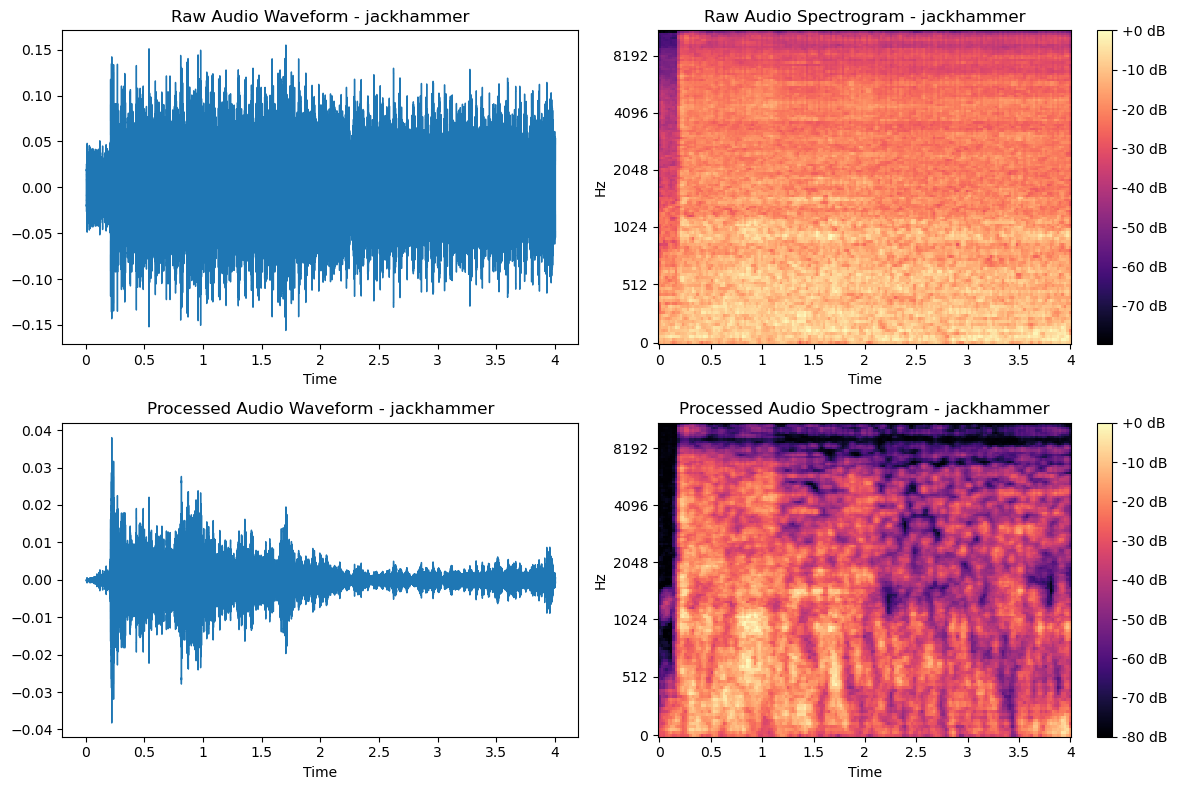 Raw Audio Waveform - jackhammer
0.15
0.10
0.05
0.00
−0.05
−0.10
−0.15
0 0.5 1 1.5 2 2.5 3 3.5 4
Time
Raw Audio Spectrogram - jackhammer
Hz
8192
4096
2048
1024
512
0
0 0.5 1 1.5 2 2.5 3 3.5 4
Time
+0 dB
-10 dB
-20 dB
-30 dB
-40 dB
-50 dB
-60 dB
-70 dB
Processed Audio Waveform - jackhammer
0.04
0.03
0.02
0.01
0.00
−0.01
−0.02
−0.03
−0.04
0 0.5 1 1.5 2 2.5 3 3.5 4
Time
Processed Audio Spectrogram - jackhammer
Hz
8192
4096
2048
1024
512
0
0 0.5 1 1.5 2 2.5 3 3.5 4
Time
+0 dB
-10 dB
-20 dB
-30 dB
-40 dB
-50 dB
-60 dB
-70 dB
-80 dB